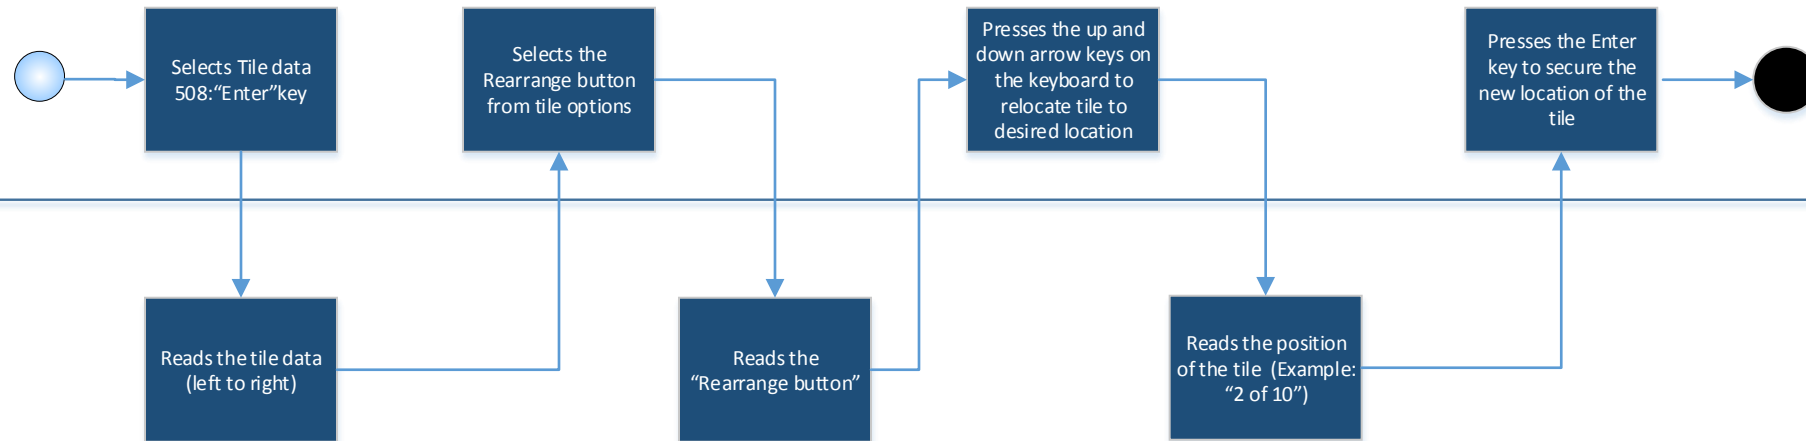 Selects Tile data
508:“Enter”key
Selects the
Rearrange button
from tile options
Presses the up and
down arrow keys on
the keyboard to
relocate tile to
desired location
Presses the Enter
key to secure the
new location of the
tile
Reads the tile data
(left to right)
Reads the
“Rearrange button”
Reads the position
of the tile (Example:
“2 of 10”)